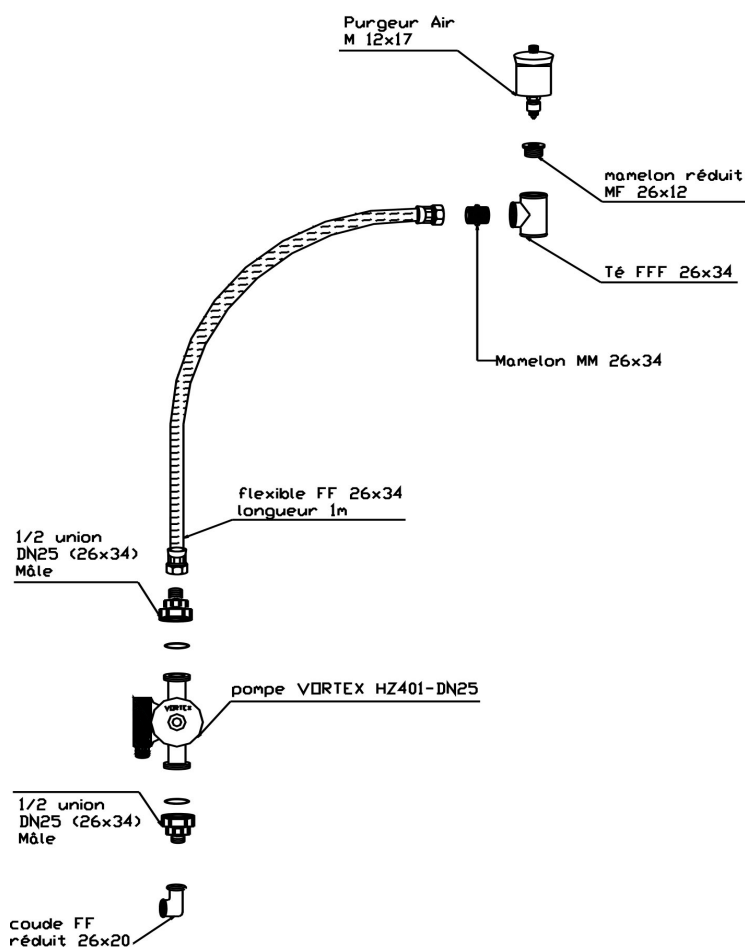 Purgeur Air
M 12x17
mamelon réduit
MF 26x12
Té FFF 26x34
Mamelon MM 26x34
flexible FF 26x34
longueur 1m
1/2 union
DN25 (26x34)
Mâle
pompe VORTEX HZ401-DN25
VORTEX
1/2 union
DN25 (26x34)
Mâle
coude FF
réduit 26x20